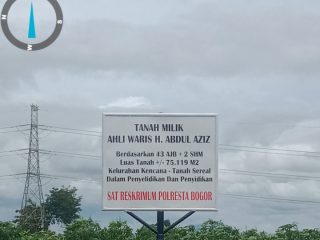 N
S
TANAH MILIK
AHLI WARIS H. ABDUL AZIZ
Berdasarkan 43 AJB + 2 SHM
Luas Tanah +/- 75.119 M2
Kelurahan Kencana - Tanah Sereal
Dalam Penyelidikan Dan Penyidikan
SAT RESKRIMUM POLRESTA BOGOR